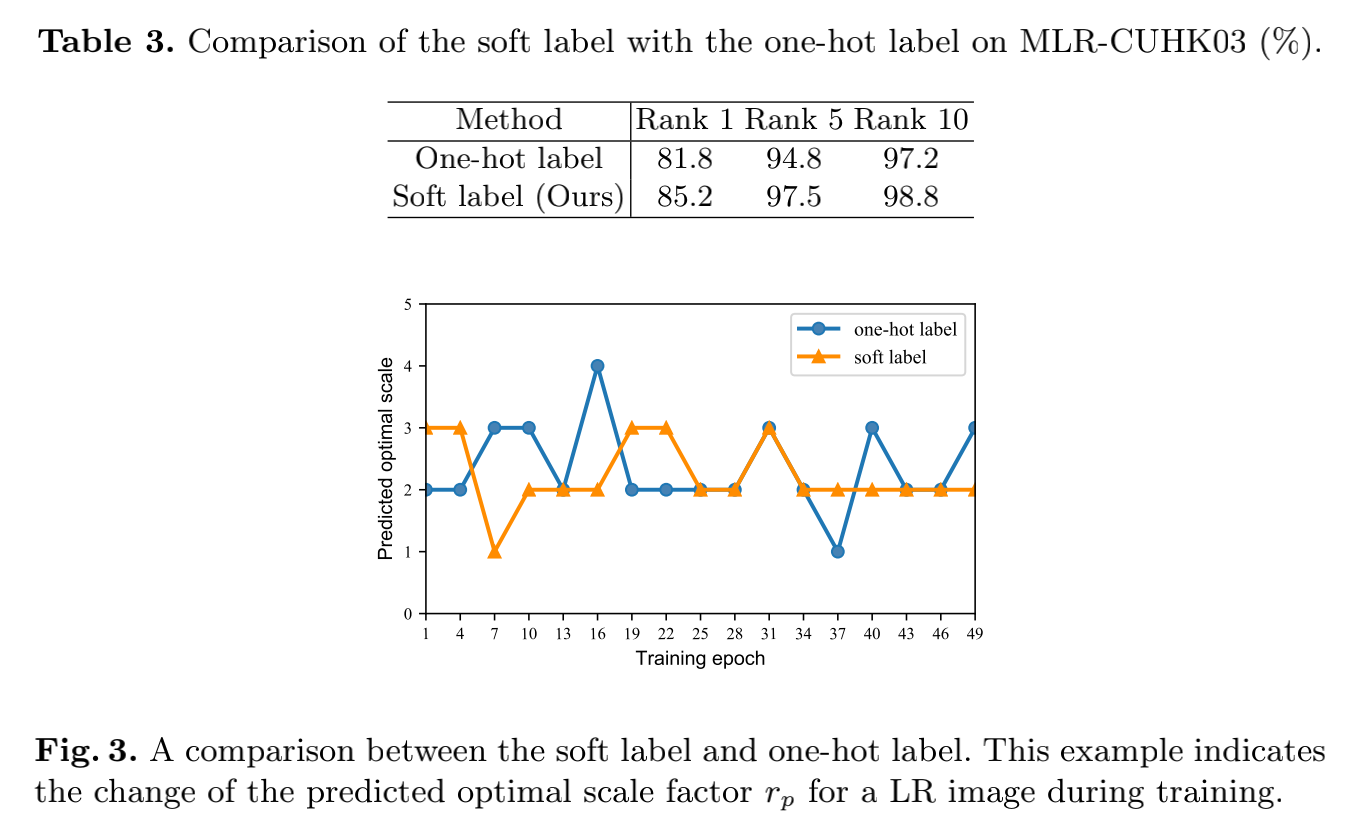 Table 3. Comparison of the soft label with the one-hot label on MLR-CUHK03 (%).
Method Rank 1 Rank 5 Rank 10
One-hot label 81.8 94.8 97.2
Soft label (Ours) 85.2 97.5 98.8
5
4
3
2
1
0
Predicted optimal scale
one-hot label
soft label
1 4 7 10 13 16 19 22 25 28 31 34 37 40 43 46 49
Training epoch
Fig. 3. A comparison between the soft label and one-hot label. This example indicates
the change of the predicted optimal scale factor rₚ for a LR image during training.